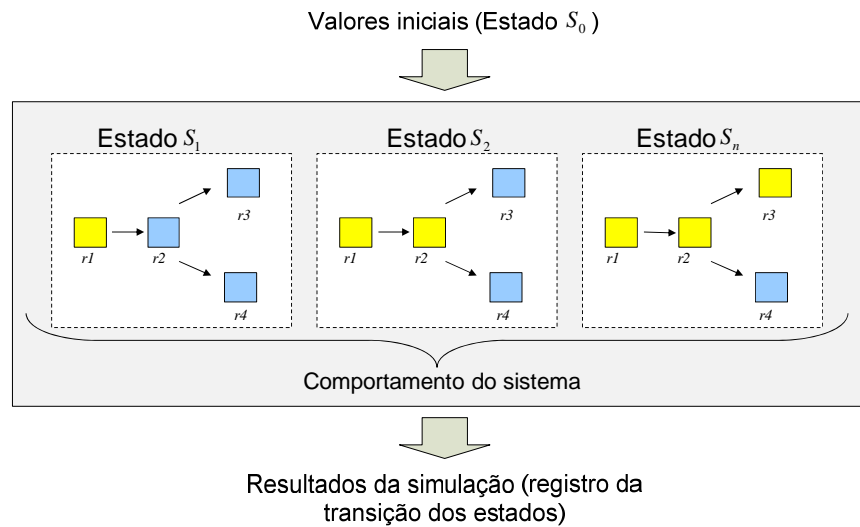 Valores iniciais (Estado S0 )
Estado S1
Estado S2
Estado Sn
r3
r3
r3
r1
r2
r1
r2
r1
r2
r4
r4
r4
Comportamento do sistema
Resultados da simulação (registro da
transição dos estados)